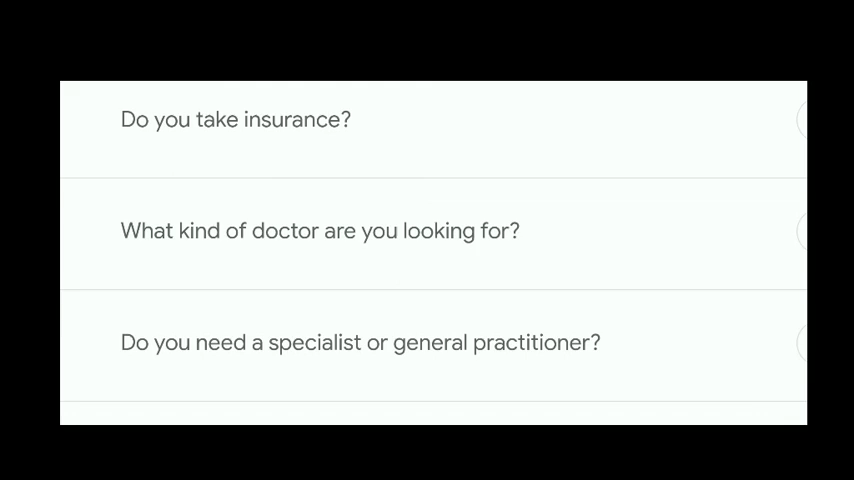 Do you take insurance?
What kind of doctor are you looking for?
Do you need a specialist or general practitioner?